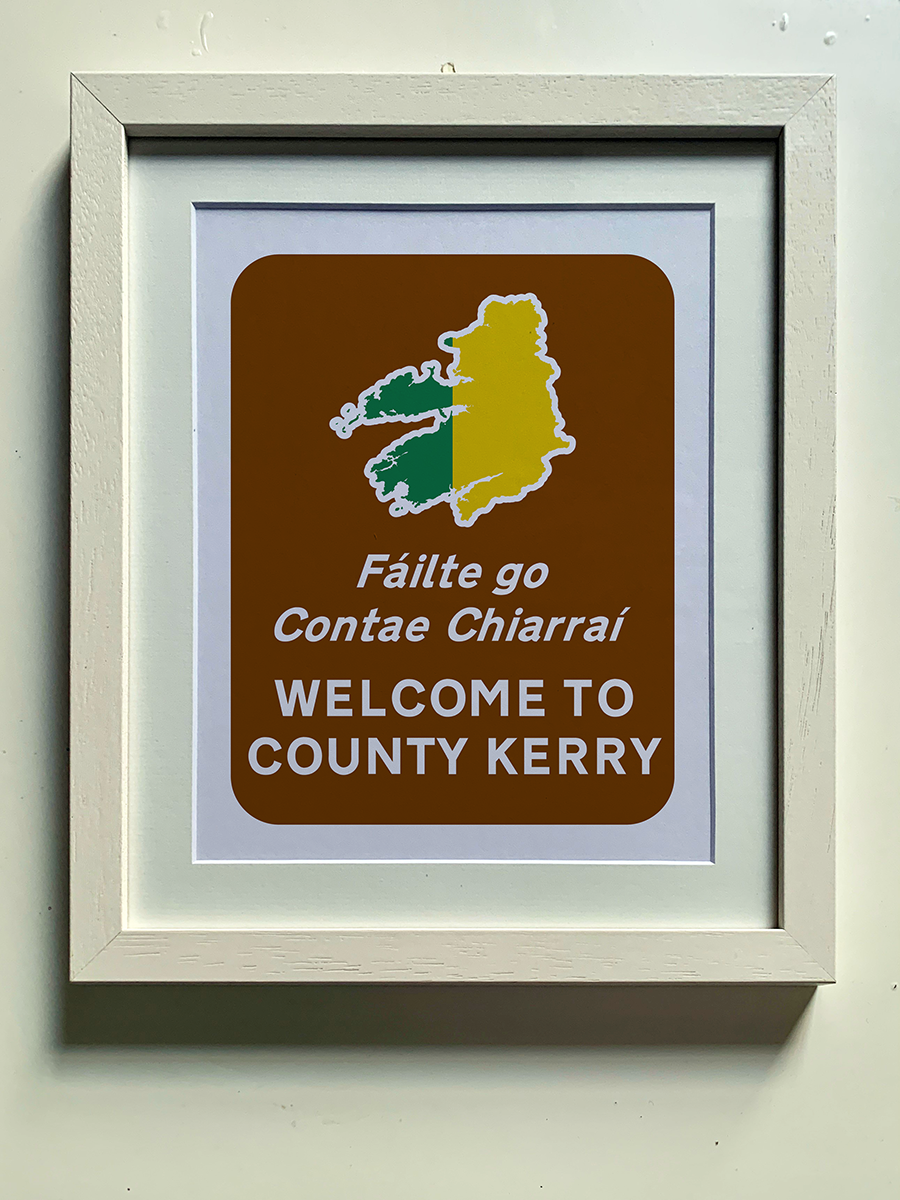 Fáilte go
Contae Chiarraí
WELCOME TO
COUNTY KERRY